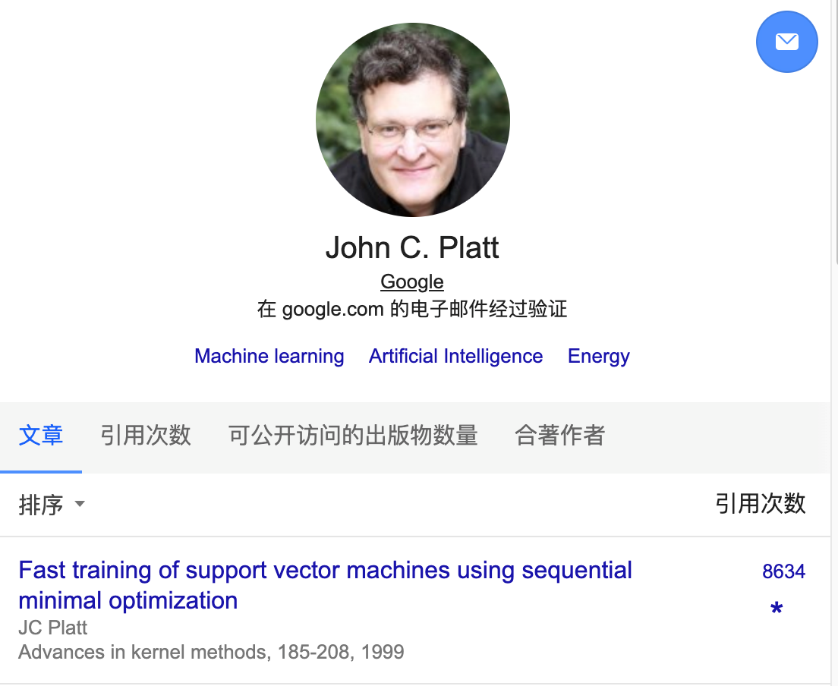 John C. Platt
Google
在 google.com 的电子邮件经过验证
Machine learning Artificial Intelligence Energy
文章 引用次数 可公开访问的出版物数量 合著作者
排序 引用次数
Fast training of support vector machines using sequential 8634
minimal optimization *
JC Platt
Advances in kernel methods, 185-208, 1999